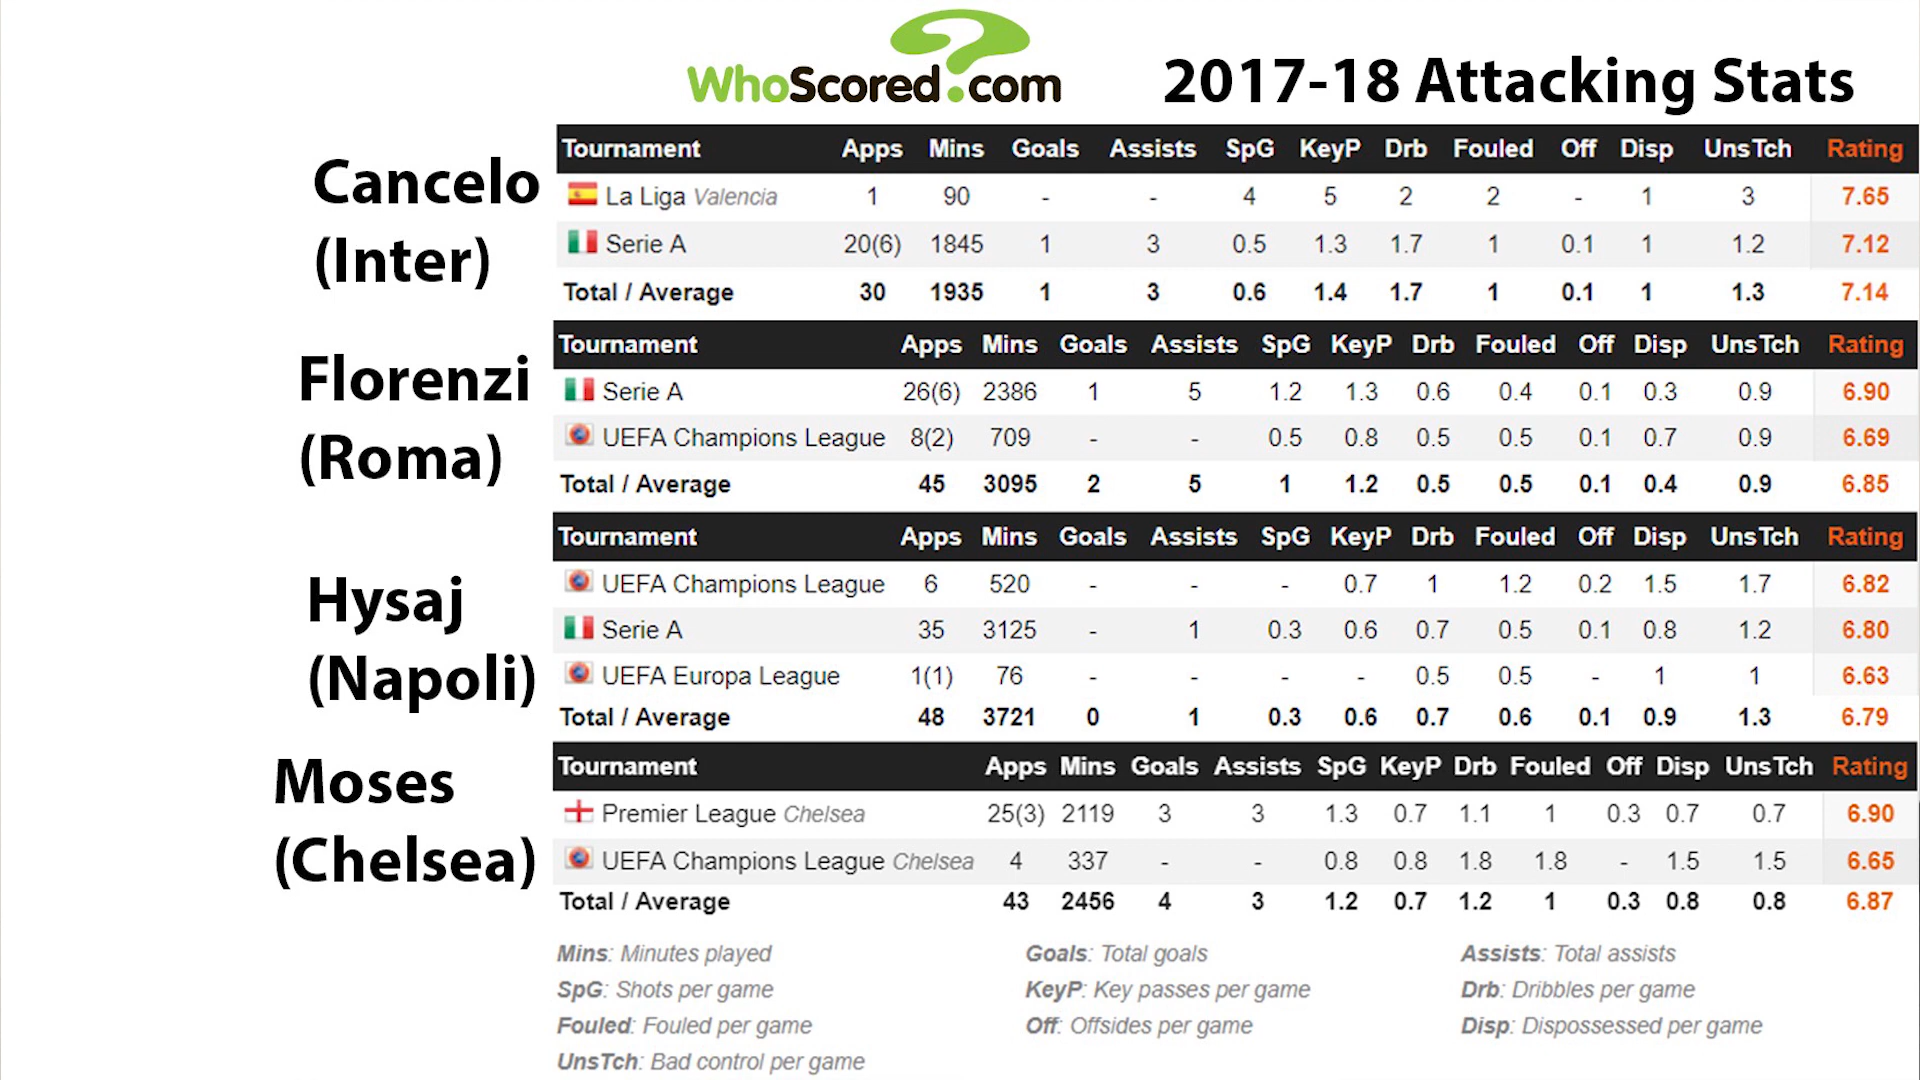 WhoScored.com 2017-18 Attacking Stats
Cancelo
(Inter)
Tournament Apps Mins Goals Assists SpG KeyP Drb Fouled Off Disp UnsTch Rating
La Liga Valencia 1 90 - - 4 5 2 2 - 1 3 7.65
Serie A 20(6) 1845 1 3 0.5 1.3 1.7 1 0.1 1 1.2 7.12
Total / Average 30 1935 1 3 0.6 1.4 1.7 1 0.1 1 1.3 7.14
Florenzi
(Roma)
Tournament Apps Mins Goals Assists SpG KeyP Drb Fouled Off Disp UnsTch Rating
Serie A 26(6) 2386 1 5 1.2 1.3 0.6 0.4 0.1 0.3 0.9 6.90
UEFA Champions League 8(2) 709 - - 0.5 0.8 0.5 0.5 0.1 0.7 0.9 6.69
Total / Average 45 3095 2 5 1 1.2 0.5 0.5 0.1 0.4 0.9 6.85
Hysaj
(Napoli)
Tournament Apps Mins Goals Assists SpG KeyP Drb Fouled Off Disp UnsTch Rating
UEFA Champions League 6 520 - - - 0.7 1 1.2 0.2 1.5 1.7 6.82
Serie A 35 3125 - 1 0.3 0.6 0.7 0.5 0.1 0.8 1.2 6.80
UEFA Europa League 1(1) 76 - - - - 0.5 0.5 - 1 1 6.63
Total / Average 48 3721 0 1 0.3 0.6 0.7 0.6 0.1 0.9 1.3 6.79
Moses
(Chelsea)
Tournament Apps Mins Goals Assists SpG KeyP Drb Fouled Off Disp UnsTch Rating
Premier League Chelsea 25(3) 2119 3 3 1.3 0.7 1.1 1 0.3 0.7 0.7 6.90
UEFA Champions League Chelsea 4 337 - - 0.8 0.8 1.8 1.8 - 1.5 1.5 6.65
Total / Average 43 2456 4 3 1.2 0.7 1.2 1 0.3 0.8 0.8 6.87
Mins: Minutes played Goals: Total goals Assists: Total assists
SpG: Shots per game KeyP: Key passes per game Drb: Dribbles per game
Fouled: Fouled per game Off: Offsides per game Disp: Dispossessed per game
UnsTch: Bad control per game